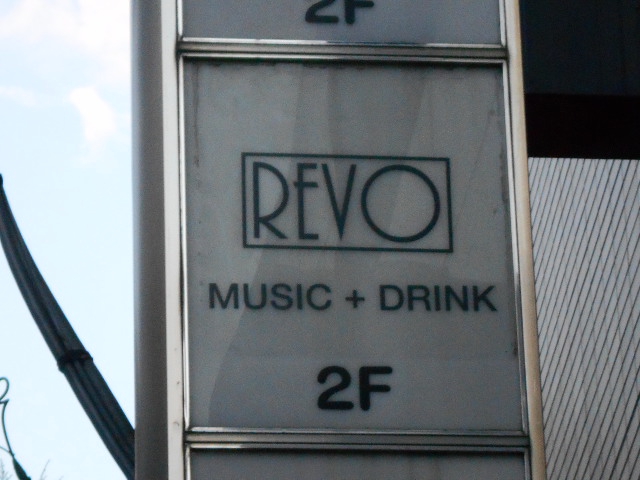 2F
REVO
MUSIC + DRINK
2F